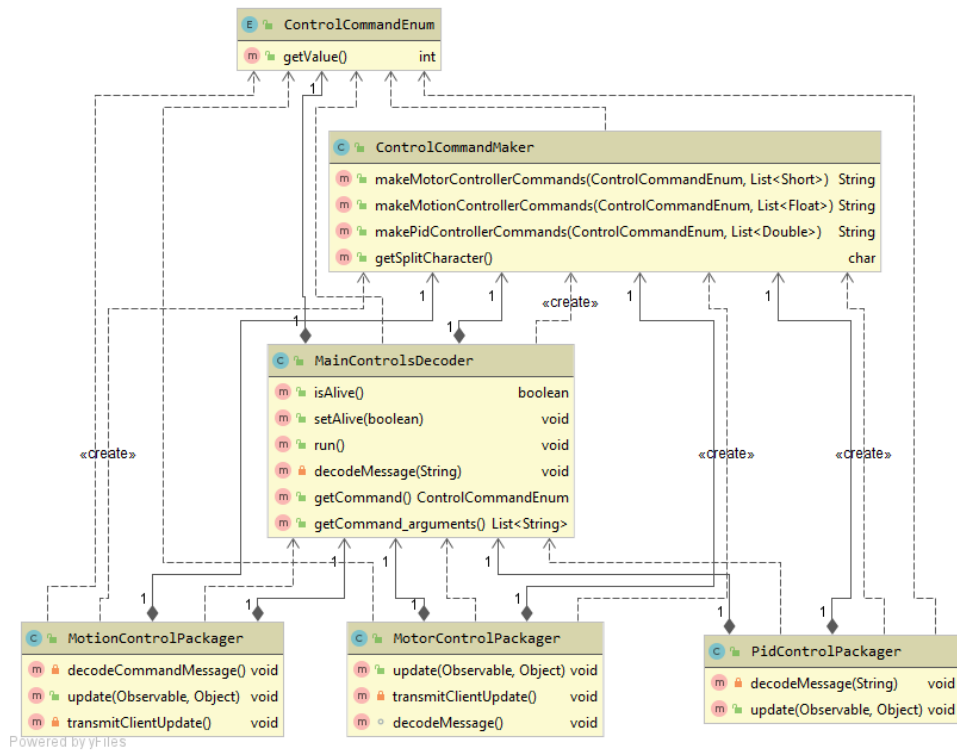 E ControlCommandEnum
m getValue() int
1
C ControlCommandMaker
m makeMotorControllerCommands(ControlCommandEnum, List<Short>) String
m makeMotionControllerCommands(ControlCommandEnum, List<Float>) String
m makePidControllerCommands(ControlCommandEnum, List<Double>) String
m getSplitCharacter() char
1 1 1 1
«create»
1 1
C MainControlsDecoder
m isAlive() boolean
m setAlive(boolean) void
m run() void
m decodeMessage(String) void
m getCommand() ControlCommandEnum
m getCommand_arguments() List<String>
«create» «create» «create»
1 1 1
1 1 1 1 1 1
C MotionControlPackager
m decodeCommandMessage() void
m update(Observable, Object) void
m transmitClientUpdate() void
C MotorControlPackager
m update(Observable, Object) void
m transmitClientUpdate() void
m decodeMessage() void
C PidControlPackager
m decodeMessage(String) void
m update(Observable, Object) void
Powered by yFiles